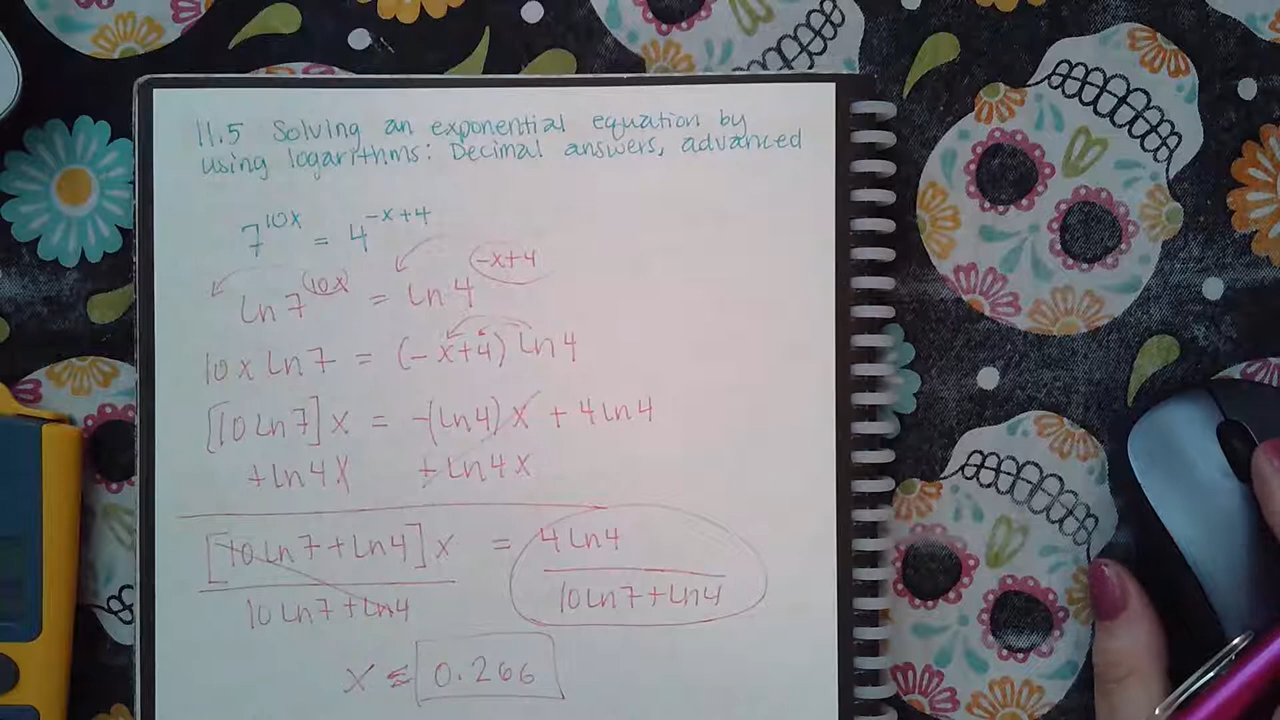 11.5 Solving an exponential equation by
using logarithms: Decimal answers, advanced
7^10x = 4^-x+4
ln 7^(10x) = ln 4^-x+4
10x ln 7 = (-x+4) ln 4
[10 ln 7] x = -(ln 4) x + 4 ln 4
+ ln 4 x + ln 4 x
[10 ln 7 + ln 4] x = 4 ln 4
10 ln 7 + ln 4 10 ln 7 + ln 4
x ≈ 0.266